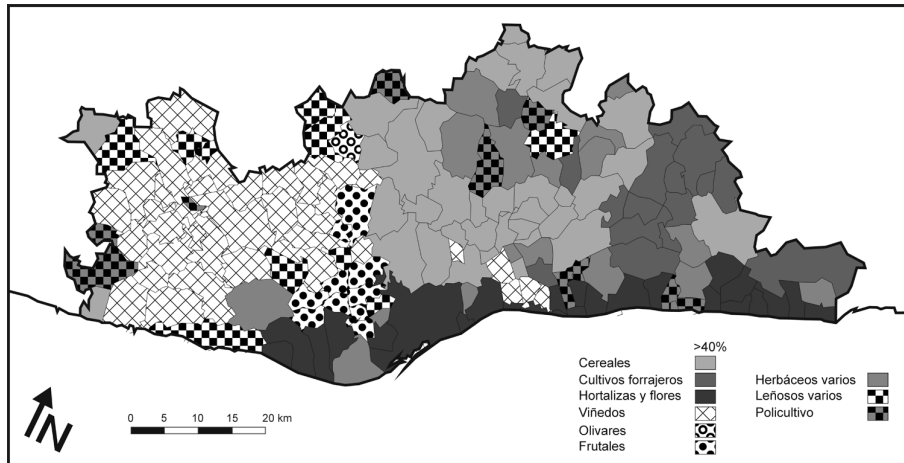 >40%
Cereales
Cultivos forrajeros
Hortalizas y flores
Viñedos
Olivares
Frutales
Herbáceos varios
Leñosos varios
Policultivo
N
0 5 10 15 20 km